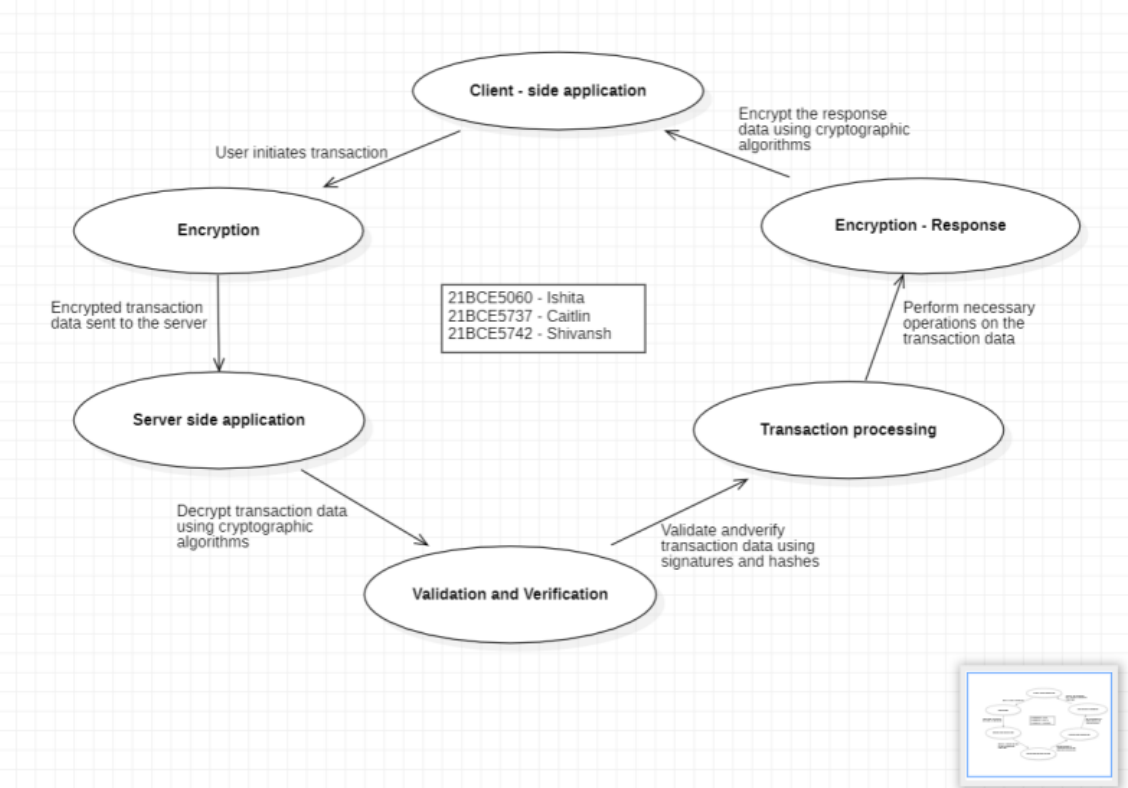 Client - side application
Encrypt the response
data using cryptographic
algorithms
User initiates transaction
Encryption
Encryption - Response
Encrypted transaction
data sent to the server
21BCE5060 - Ishita
21BCE5737 - Caitlin
21BCE5742 - Shivansh
Perform necessary
operations on the
transaction data
Server side application
Transaction processing
Decrypt transaction data
using cryptographic
algorithms
Validate andverify
transaction data using
signatures and hashes
Validation and Verification